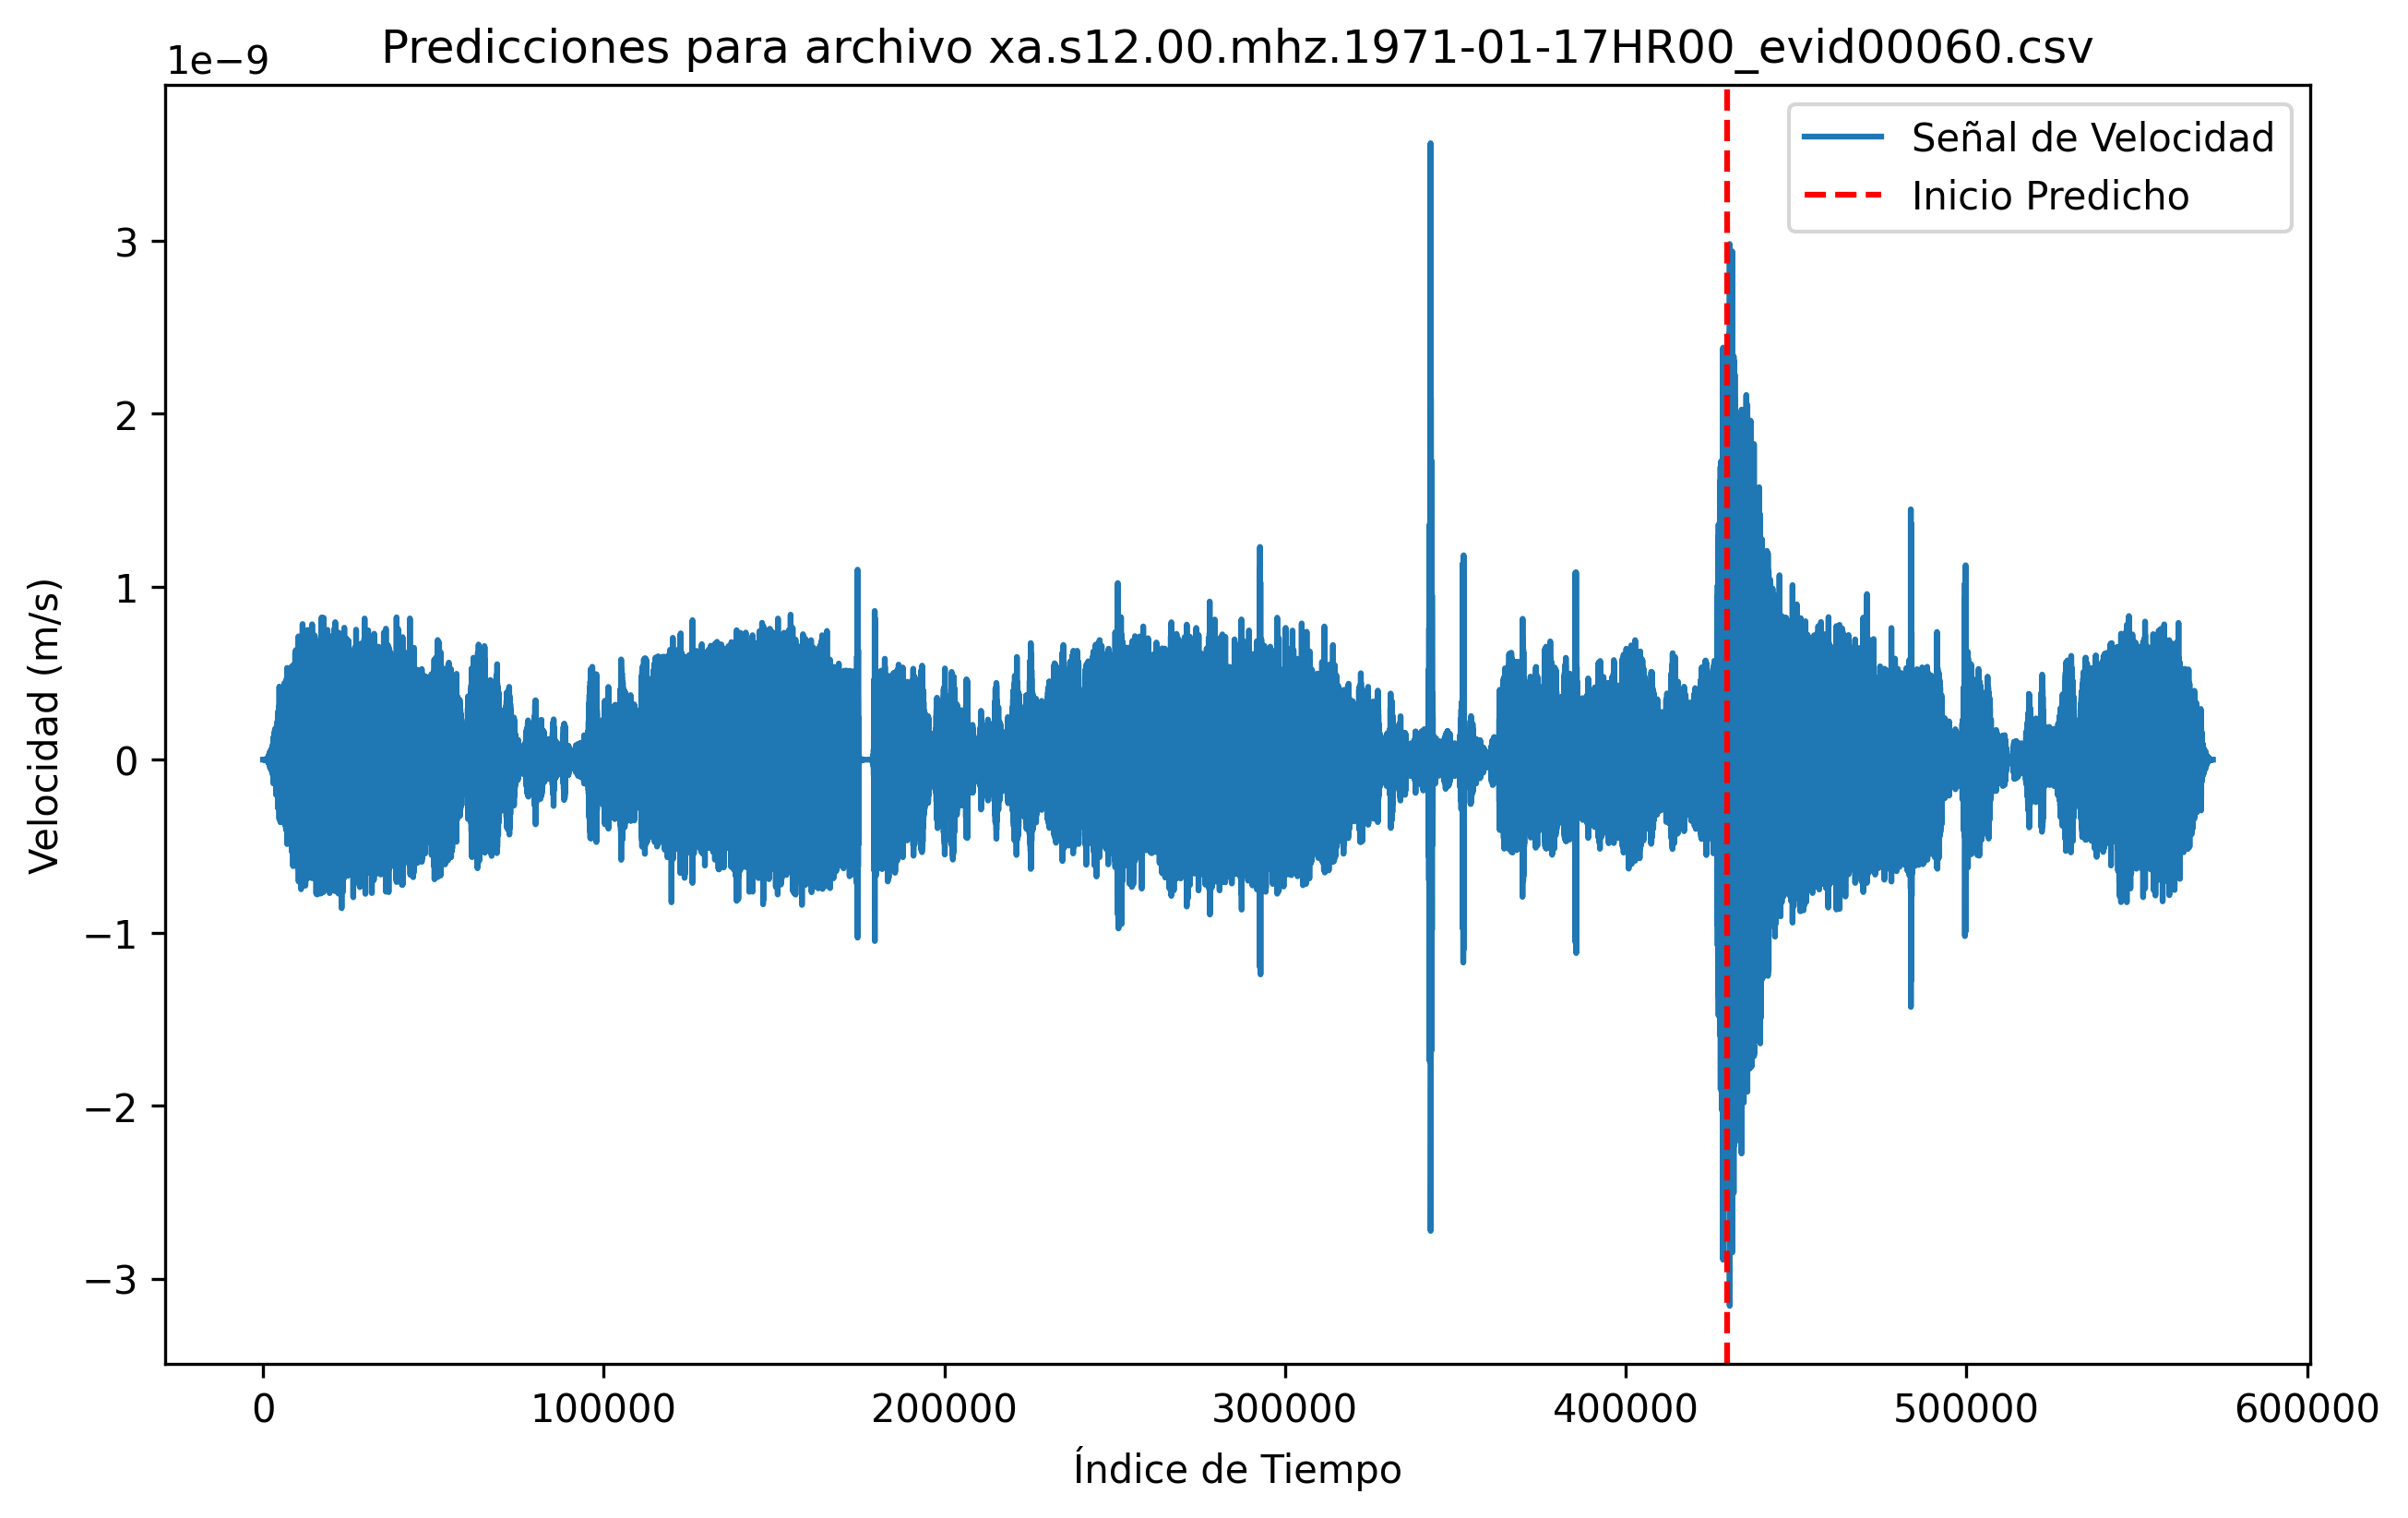 Predicciones para archivo xa.s12.00.mhz.1971-01-17HR00_evid00060.csv
1e−9
Señal de Velocidad
Inicio Predicho
3
2
1
0
−1
−2
−3
Velocidad (m/s)
0 100000 200000 300000 400000 500000 600000
Índice de Tiempo